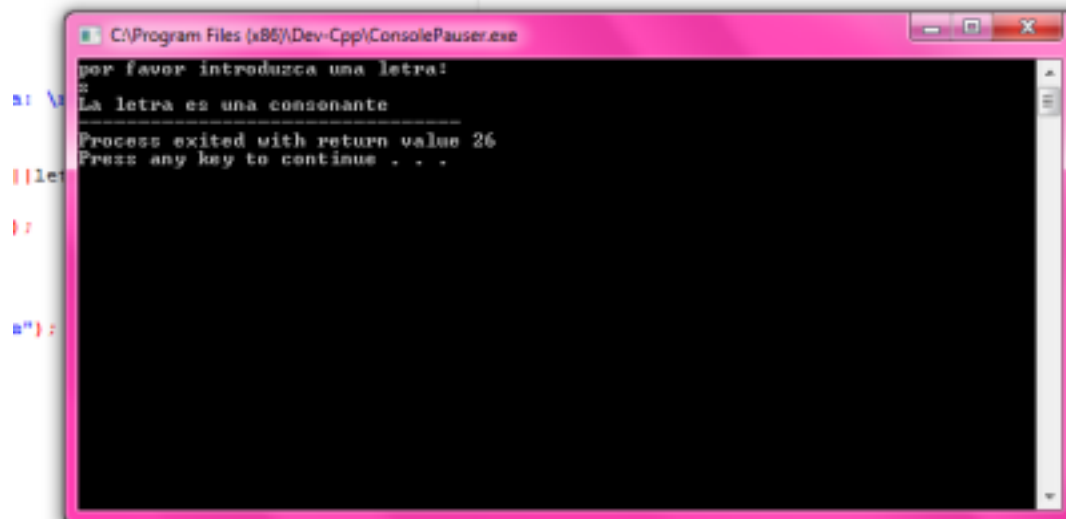 C:\Program Files (x86)\Dev-Cpp\ConsolePauser.exe
por favor introduzca una letra:
La letra es una consonante
--------------------------------
Process exited with return value 26
Press any key to continue . . .
a: \
||let
);
a");